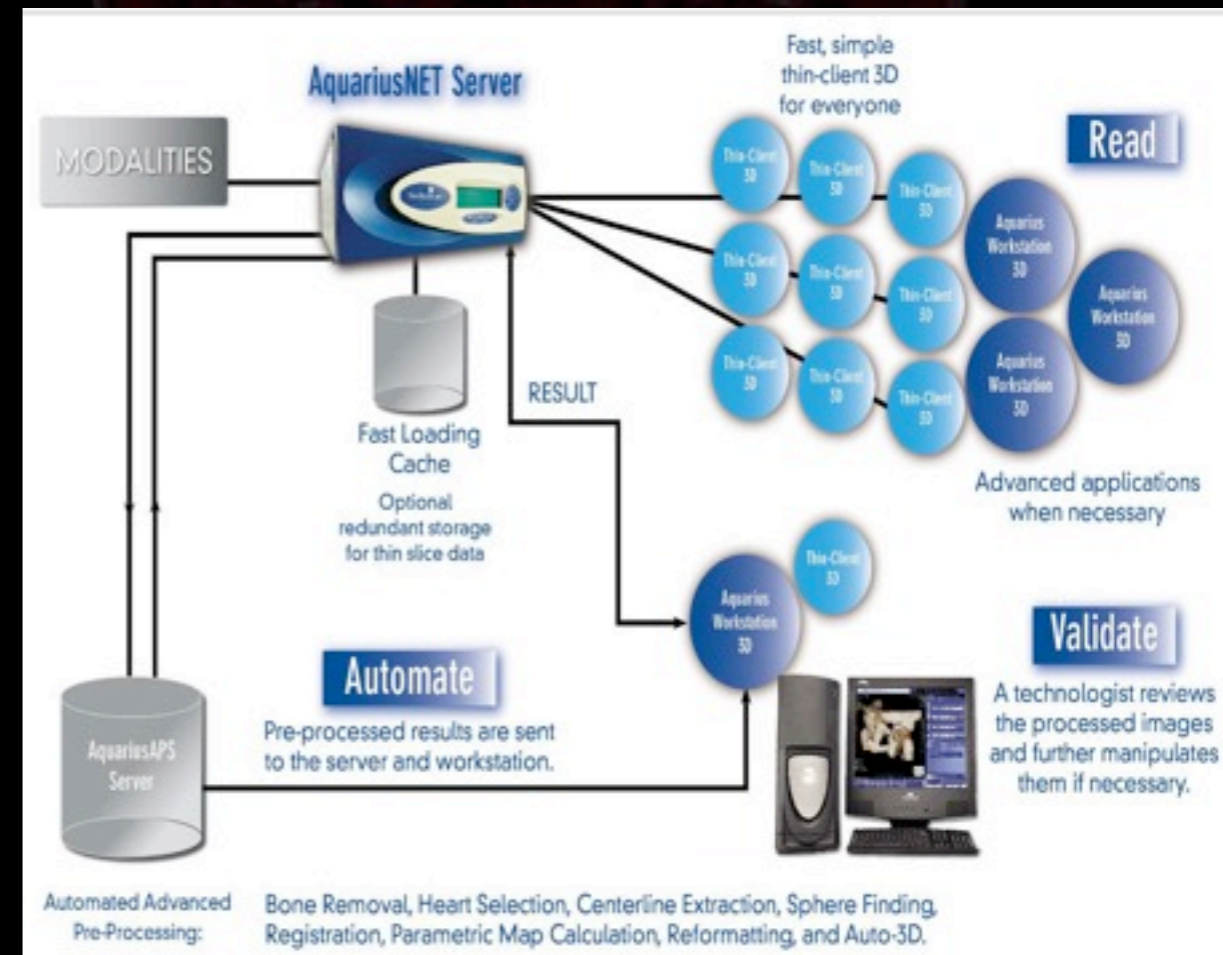 AquariusNET Server
MODALITIES
Fast, simple
thin-client 3D
for everyone
Read
Thin-Client
3D
Thin-Client
3D
Thin-Client
3D
Thin-Client
3D
Thin-Client
3D
Thin-Client
3D
Thin-Client
3D
Thin-Client
3D
Thin-Client
3D
Aquarius
Workstation
3D
Aquarius
Workstation
3D
Aquarius
Workstation
3D
Advanced applications
when necessary
RESULT
Fast Loading
Cache
Optional
redundant storage
for thin slice data
Thin-Client
3D
Aquarius
Workstation
3D
Validate
A technologist reviews
the processed images
and further manipulates
them if necessary.
Automate
Pre-processed results are sent
to the server and workstation.
AquariusAPS
Server
Automated Advanced
Pre-Processing:
Bone Removal, Heart Selection, Centerline Extraction, Sphere Finding,
Registration, Parametric Map Calculation, Reformatting, and Auto-3D.